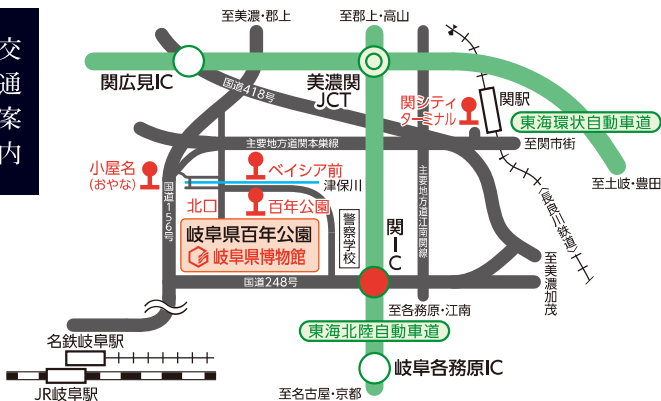 交通案内
至美濃・郡上
至郡上・高山
関広見IC
国道418号
美濃関
JCT
関シティ
ターミナル
関駅
東海環状自動車道
主要地方道関本巣線
至関市街
小屋名
(おやな)
ベイシア前
津保川
国道156号
北口
百年公園
警察学校
関IC
主要地方道江南関線
至土岐・豊田
〈長良川鉄道〉
岐阜県百年公園
岐阜県博物館
国道248号
至美濃加茂
至各務原・江南
東海北陸自動車道
名鉄岐阜駅
JR岐阜駅
岐阜各務原IC
至名古屋・京都